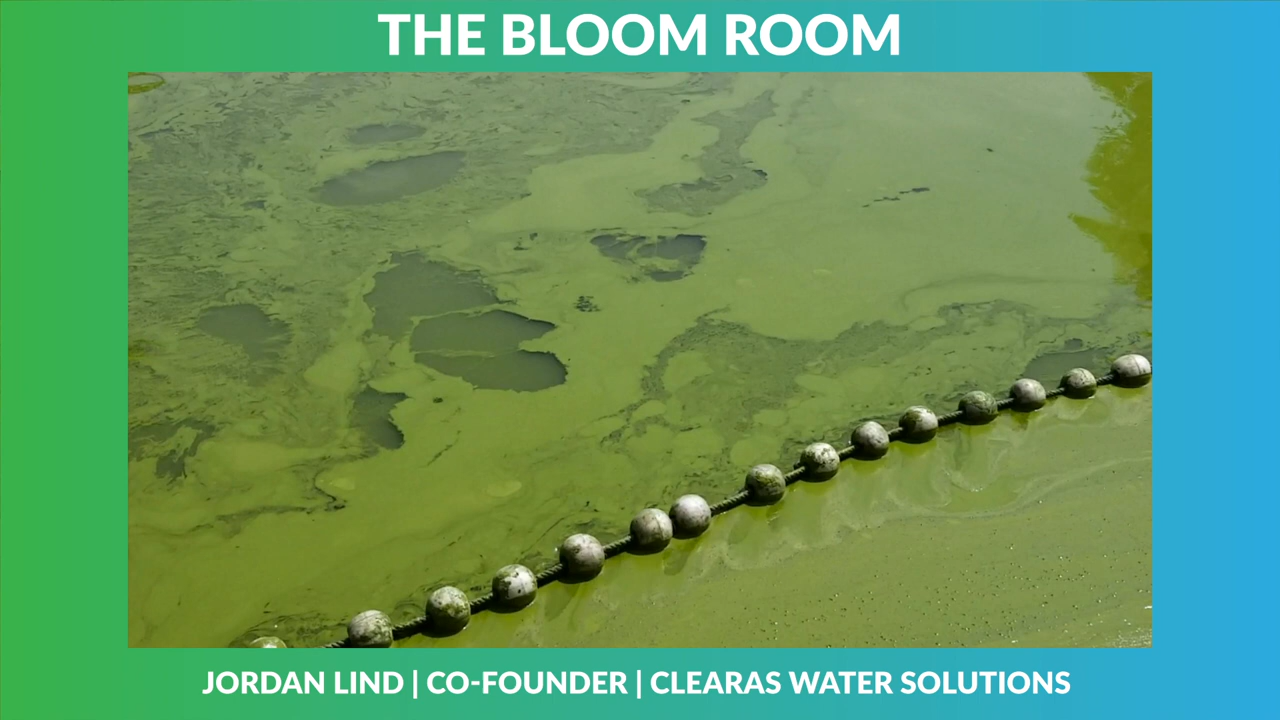 THE BLOOM ROOM
JORDAN LIND | CO-FOUNDER | CLEARAS WATER SOLUTIONS